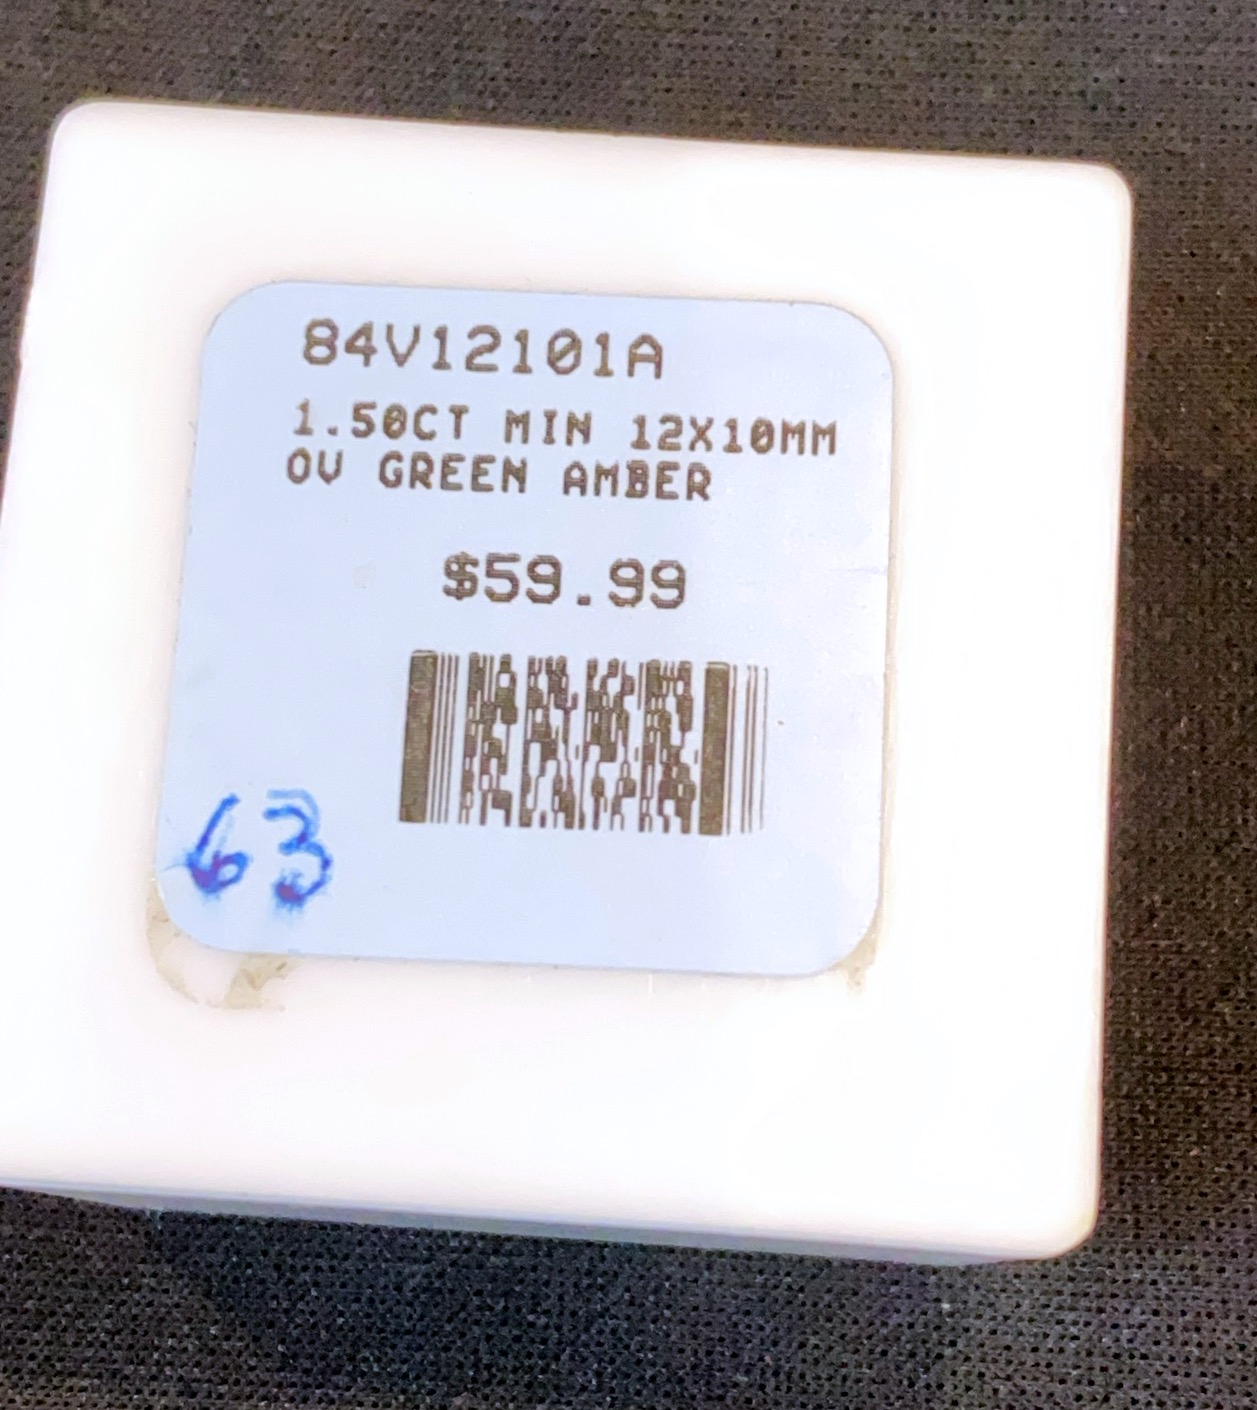 84V12101A
1.50CT MIN 12X10MM
OV GREEN AMBER
$59.99
63